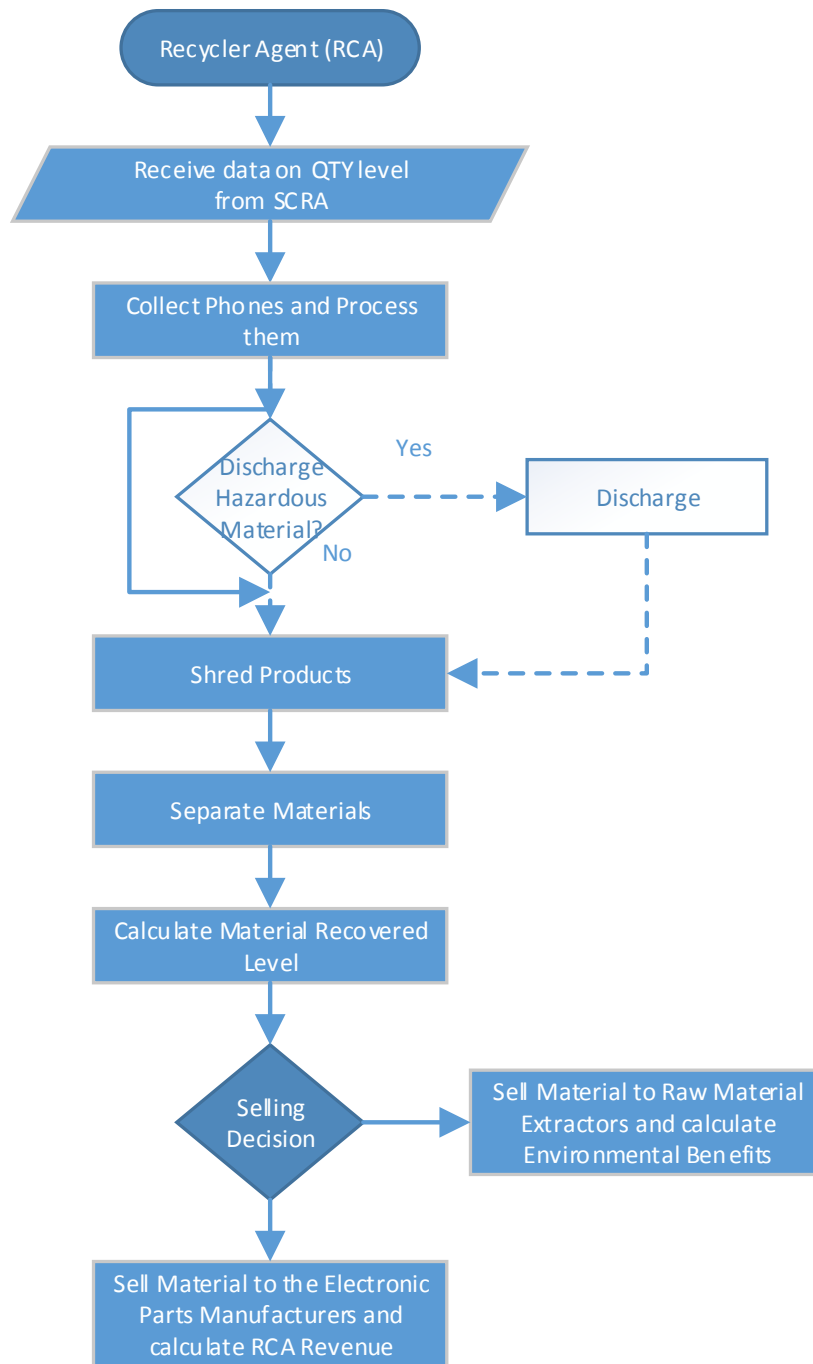 Recycler Agent (RCA)
Receive data on QTY level
from SCRA
Collect Phones and Process
them
Yes
Discharge
Hazardous
Material?
Discharge
No
Shred Products
Separate Materials
Calculate Material Recovered
Level
Selling
Decision
Sell Material to Raw Material
Extractors and calculate
Environmental Benefits
Sell Material to the Electronic
Parts Manufacturers and
calculate RCA Revenue